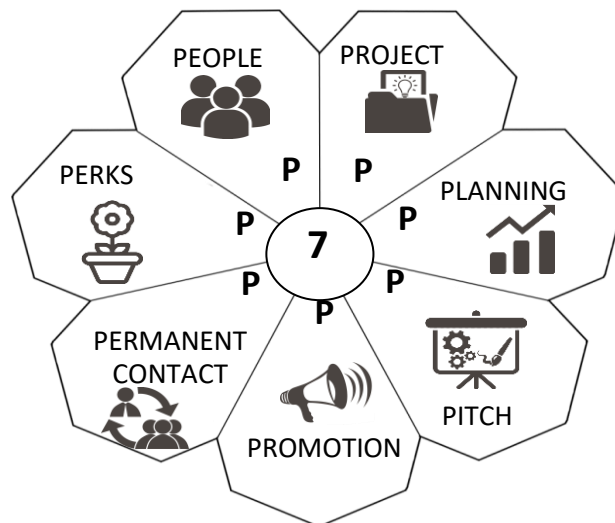 PEOPLE
PROJECT
P
P
PERKS
PLANNING
P
P
7
P
P
P
PERMANENT
CONTACT
PITCH
PROMOTION